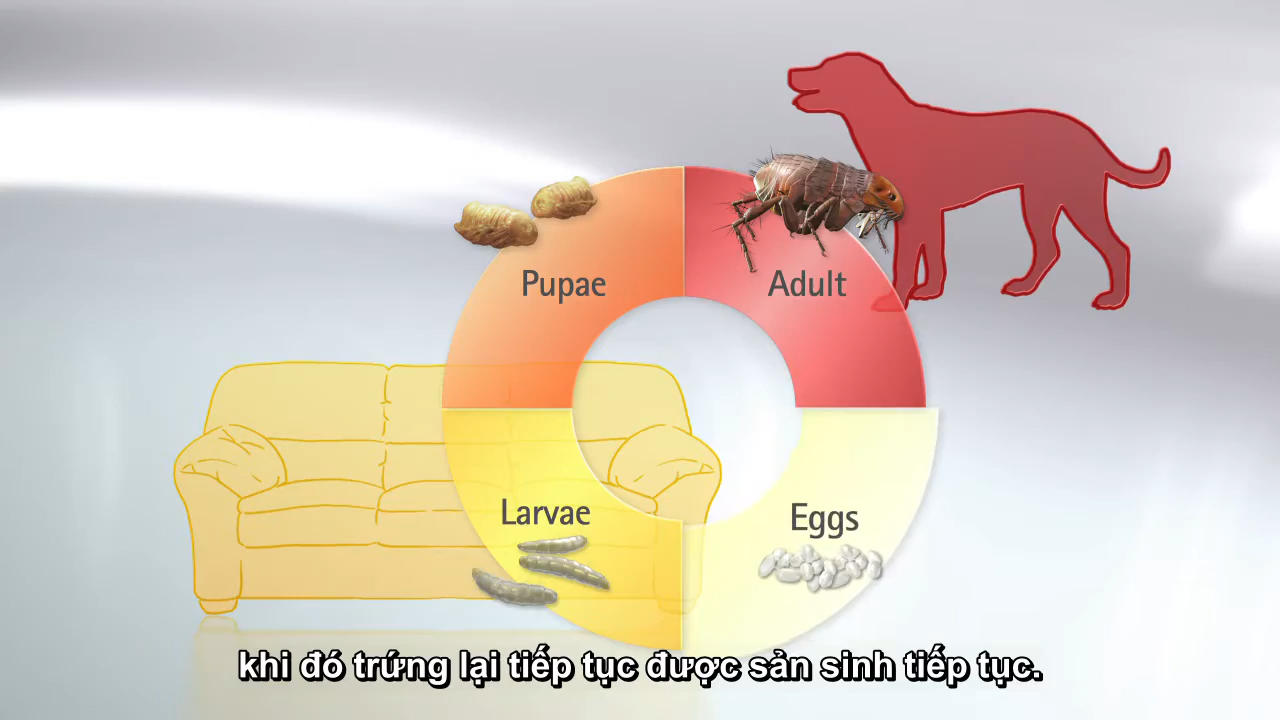 Pupae
Adult
Larvae
Eggs
khi đó trứng lại tiếp tục được sản sinh tiếp tục.